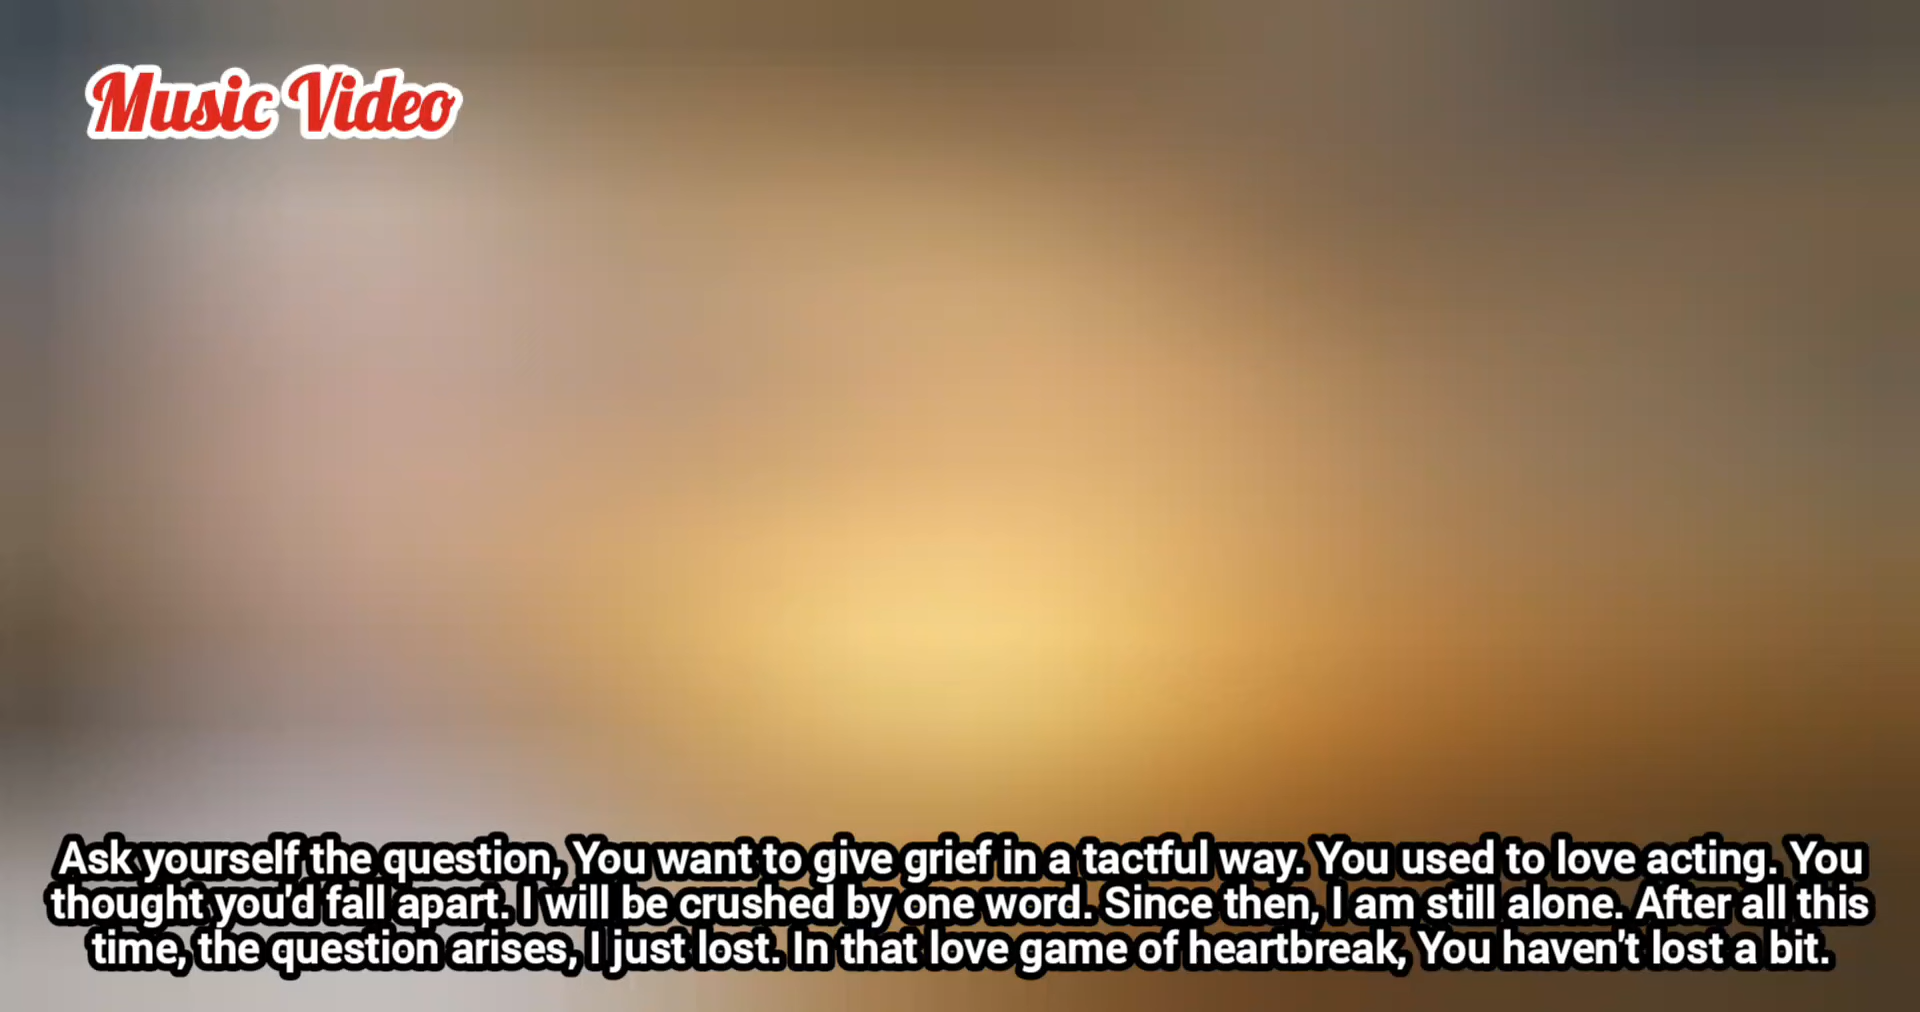 Music Video
Ask yourself the question, You want to give grief in a tactful way. You used to love acting. You
thought you'd fall apart. I will be crushed by one word. Since then, I am still alone. After all this
time, the question arises, I just lost. In that love game of heartbreak, You haven't lost a bit.